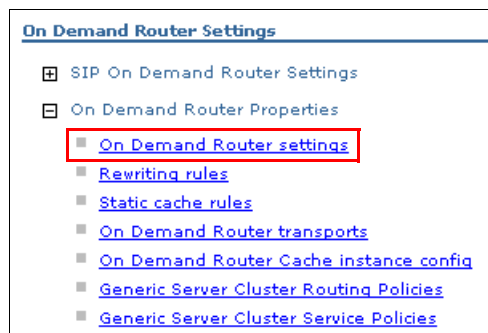 On Demand Router Settings
SIP On Demand Router Settings
On Demand Router Properties
On Demand Router settings
Rewriting rules
Static cache rules
On Demand Router transports
On Demand Router Cache instance config
Generic Server Cluster Routing Policies
Generic Server Cluster Service Policies